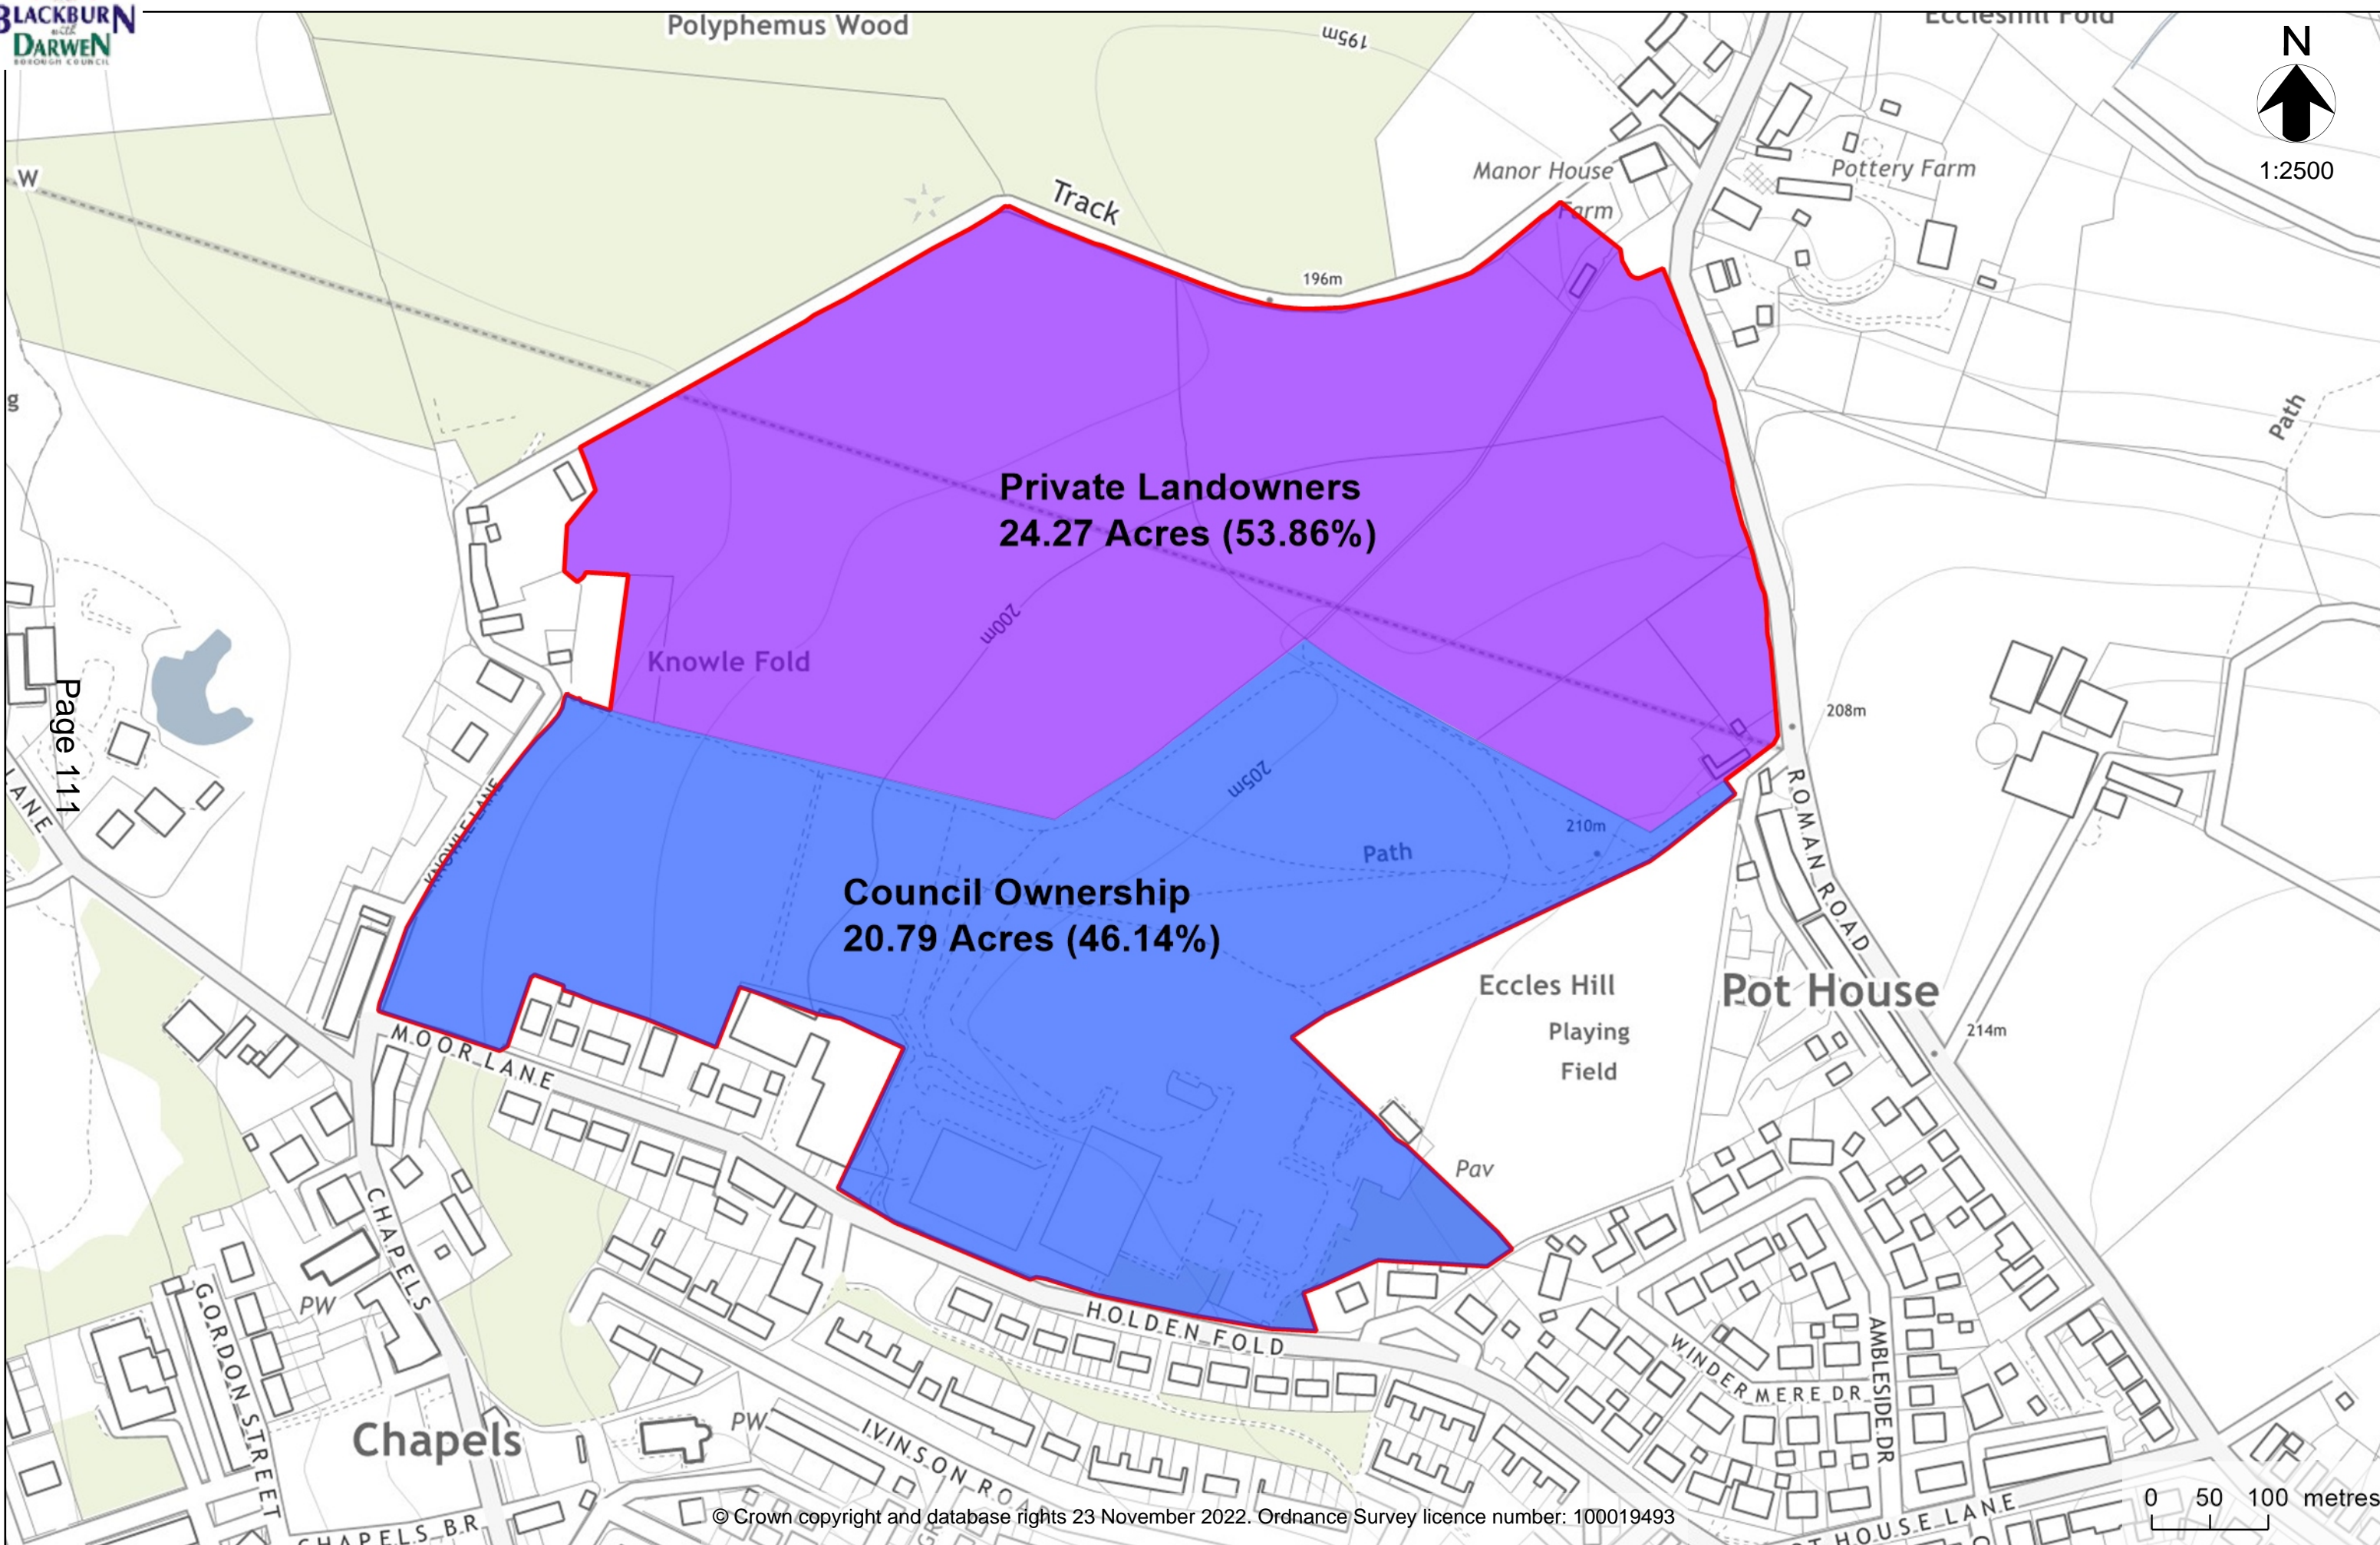 BLACKBURN
with
DARWEN
BOROUGH COUNCIL
Polyphemus Wood
195m
Eccleshill Fold
N
1:2500
W
Track
Manor House
Farm
Pottery Farm
196m
g
Path
Private Landowners
24.27 Acres (53.86%)
200m
Knowle Fold
Page 111
208m
205m
LANE
KNOWLE LANE
210m
Path
ROMAN ROAD
Council Ownership
20.79 Acres (46.14%)
Eccles Hill
Playing
Field
Pot House
214m
MOOR LANE
Pav
CHAPELS
PW
GORDON STREET
HOLDEN FOLD
WINDERMERE DR
AMBLESIDE DR
Chapels
PW
IVINSON ROAD
HOUSE LANE
CHAPELS BR
0 50 100 metres
© Crown copyright and database rights 23 November 2022. Ordnance Survey licence number: 100019493